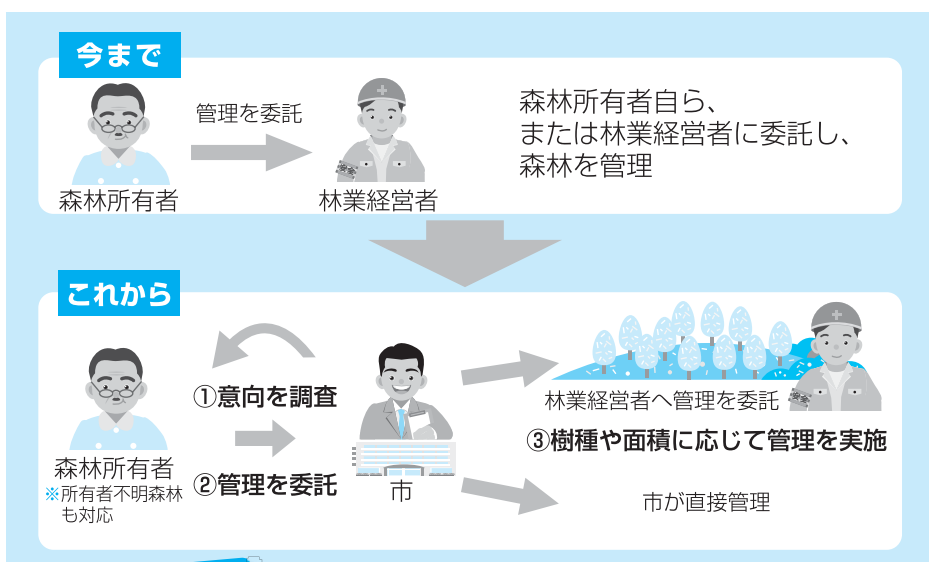 今まで
管理を委託
森林所有者
林業経営者
森林所有者自ら、
または林業経営者に委託し、
森林を管理
これから
①意向を調査
②管理を委託
森林所有者
※所有者不明森林
も対応
市
林業経営者へ管理を委託
③樹種や面積に応じて管理を実施
市が直接管理